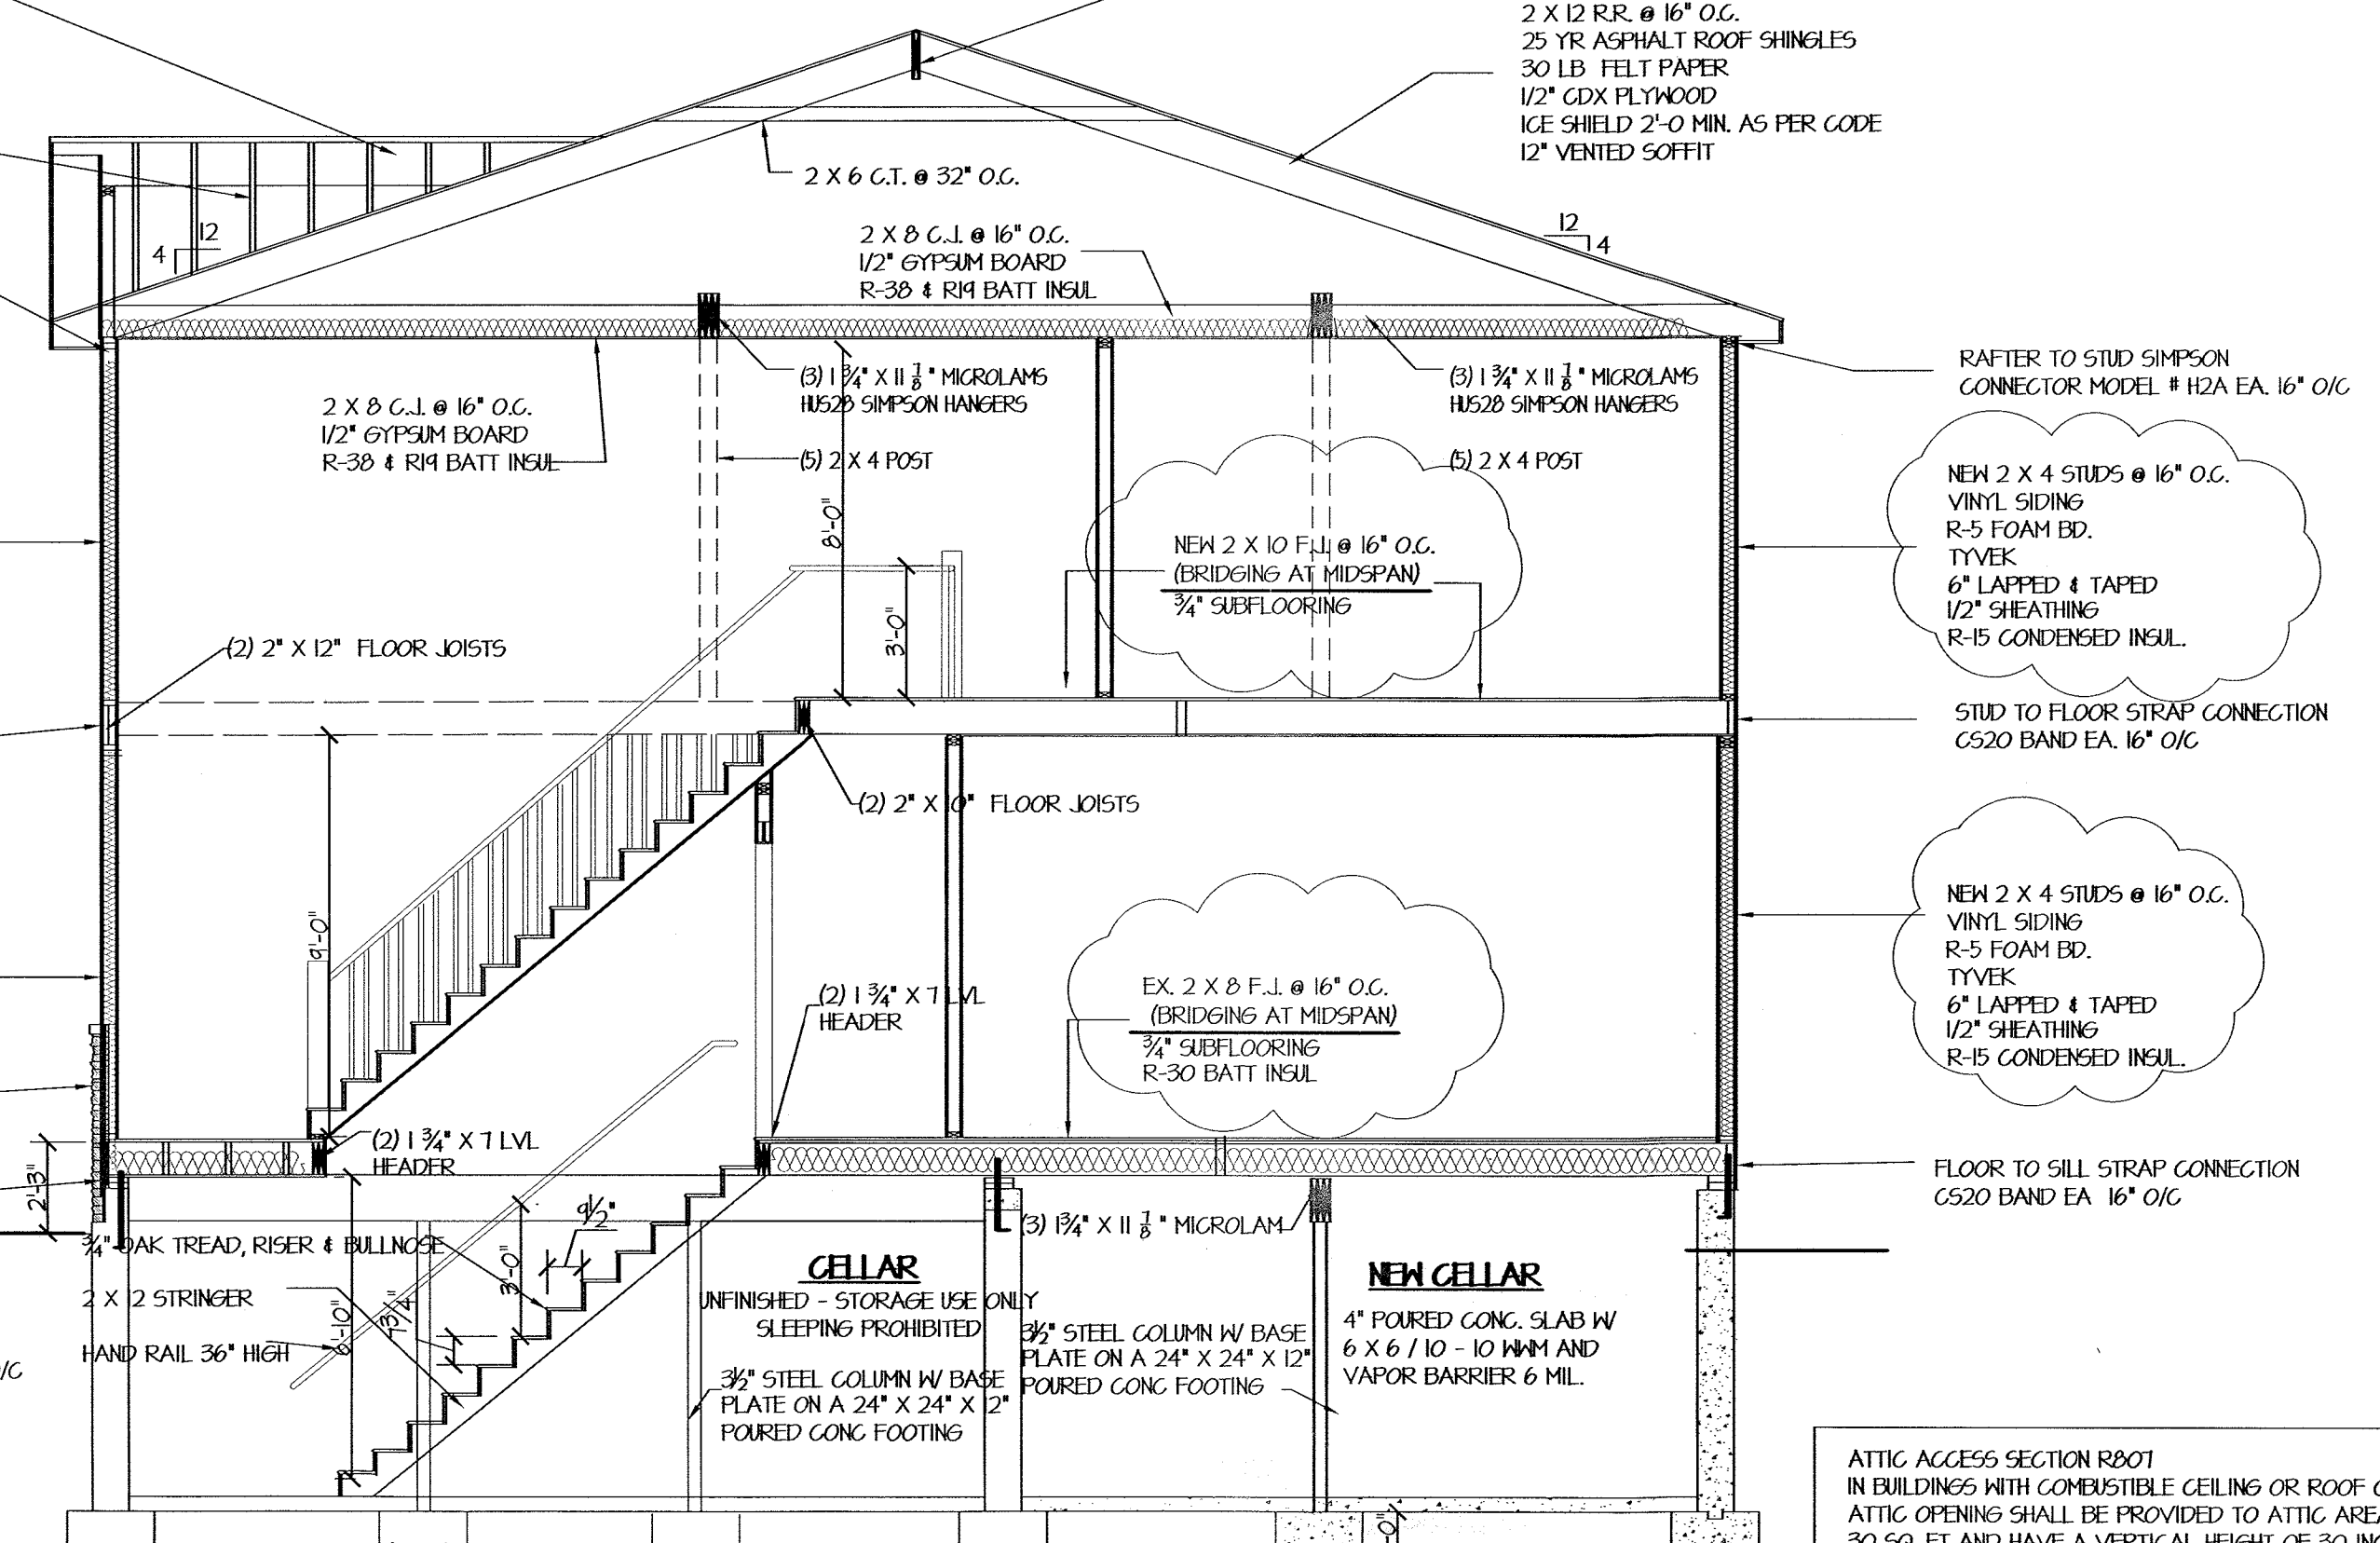 2 X 12 R.R. @ 16" O.C.
25 YR ASPHALT ROOF SHINGLES
30 LB FELT PAPER
1/2" CDX PLYWOOD
ICE SHIELD 2'-0 MIN. AS PER CODE
12" VENTED SOFFIT
2 X 6 C.T. @ 32" O.C.
12
4
12
4
2 X 8 C.J. @ 16" O.C.
1/2" GYPSUM BOARD
R-38 & R19 BATT INSUL
(3) 1 3/4" X 11 7/8" MICROLAMS
HUS28 SIMPSON HANGERS
(3) 1 3/4" X 11 7/8" MICROLAMS
HUS28 SIMPSON HANGERS
RAFTER TO STUD SIMPSON
CONNECTOR MODEL # H2A EA. 16" O/C
2 X 8 C.J. @ 16" O.C.
1/2" GYPSUM BOARD
R-38 & R19 BATT INSUL
(5) 2 X 4 POST
(5) 2 X 4 POST
8'-0"
NEW 2 X 4 STUDS @ 16" O.C.
VINYL SIDING
R-5 FOAM BD.
TYVEK
6" LAPPED & TAPED
1/2" SHEATHING
R-15 CONDENSED INSUL.
NEW 2 X 10 F.J. @ 16" O.C.
(BRIDGING AT MIDSPAN)
3/4" SUBFLOORING
3'-0"
(2) 2" X 12" FLOOR JOISTS
STUD TO FLOOR STRAP CONNECTION
CS20 BAND EA. 16" O/C
(2) 2" X 10" FLOOR JOISTS
9'-0"
NEW 2 X 4 STUDS @ 16" O.C.
VINYL SIDING
R-5 FOAM BD.
TYVEK
6" LAPPED & TAPED
1/2" SHEATHING
R-15 CONDENSED INSUL.
(2) 1 3/4" X 7 LVL
HEADER
EX. 2 X 8 F.J. @ 16" O.C.
(BRIDGING AT MIDSPAN)
3/4" SUBFLOORING
R-30 BATT INSUL
(2) 1 3/4" X 7 LVL
HEADER
2'-3"
FLOOR TO SILL STRAP CONNECTION
CS20 BAND EA 16" O/C
9 1/2"
(3) 1 3/4" X 11 7/8" MICROLAM
3/4" OAK TREAD, RISER & BULLNOSE
3'-0"
CELLAR
UNFINISHED - STORAGE USE ONLY
SLEEPING PROHIBITED
NEW CELLAR
4" POURED CONC. SLAB W/
6 X 6 / 10 - 10 WWM AND
VAPOR BARRIER 6 MIL.
2 X 12 STRINGER
HAND RAIL 36" HIGH
7 3/4"
3 1/2" STEEL COLUMN W/ BASE
PLATE ON A 24" X 24" X 12"
POURED CONC FOOTING
3 1/2" STEEL COLUMN W/ BASE
PLATE ON A 24" X 24" X 12"
POURED CONC FOOTING
/C
ATTIC ACCESS SECTION R807
IN BUILDINGS WITH COMBUSTIBLE CEILING OR ROOF
ATTIC OPENING SHALL BE PROVIDED TO ATTIC
30 SQ. FT AND HAVE A VERTICAL HEIGHT OF 30